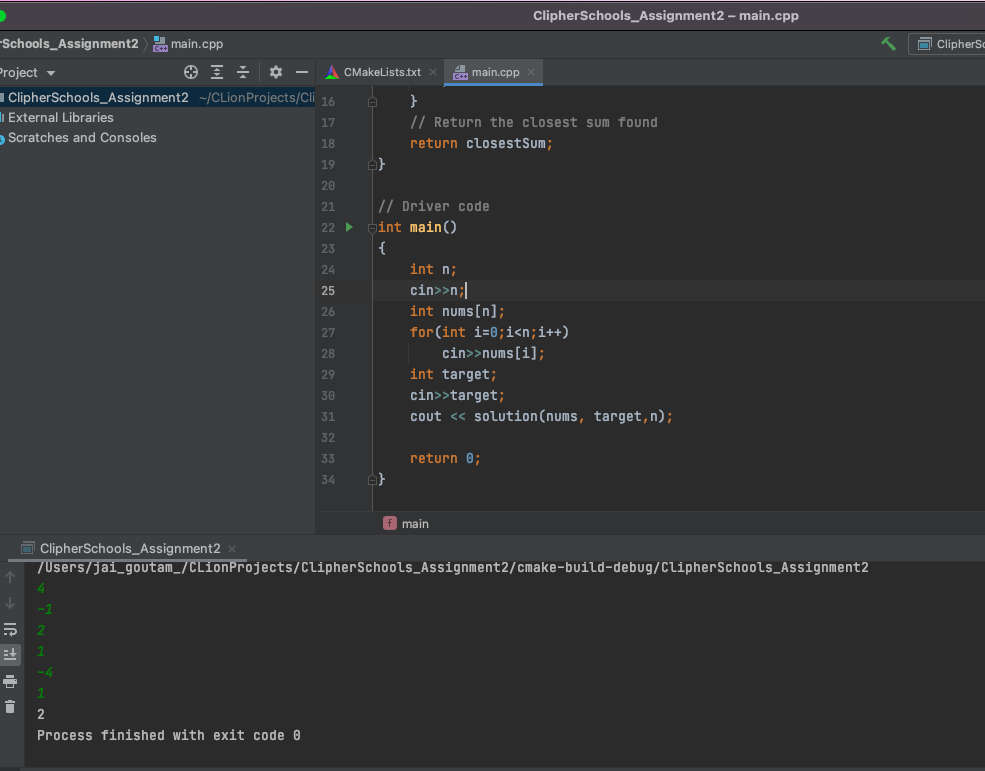 ClipherSchools_Assignment2 – main.cpp
rSchools_Assignment2 main.cpp ClipherSc
Project CMakeLists.txt main.cpp
ClipherSchools_Assignment2 ~/CLionProjects/Cli
External Libraries
Scratches and Consoles
16 }
17 // Return the closest sum found
18 return closestSum;
19 }
20
21 // Driver code
22 int main()
23 {
24 int n;
25 cin>>n;
26 int nums[n];
27 for(int i=0;i<n;i++)
28 cin>>nums[i];
29 int target;
30 cin>>target;
31 cout << solution(nums, target,n);
32
33 return 0;
34 }
f main
ClipherSchools_Assignment2
/Users/jai_goutam_/CLionProjects/ClipherSchools_Assignment2/cmake-build-debug/ClipherSchools_Assignment2
4
-1
2
1
-4
1
2
Process finished with exit code 0